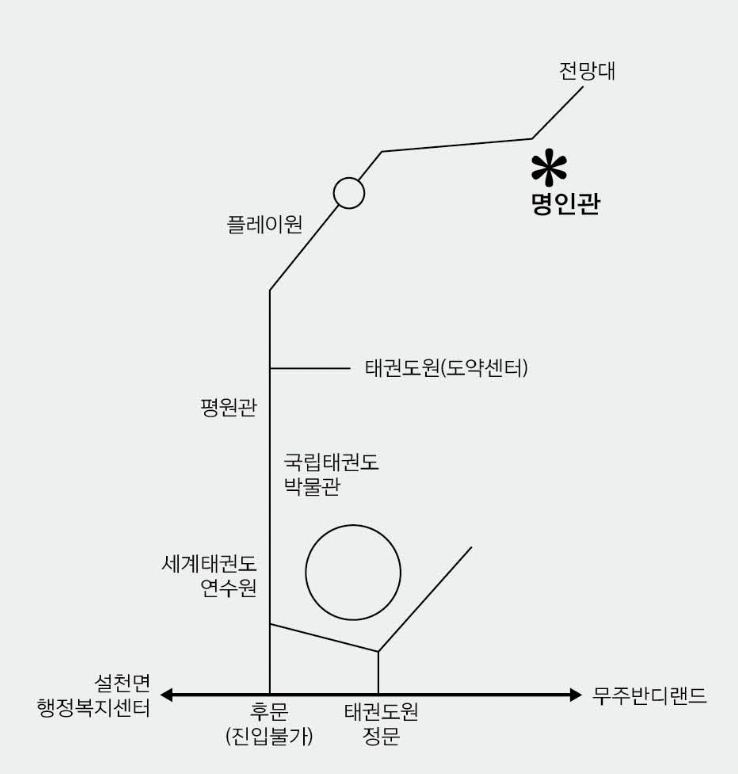 전망대
명인관
플레이원
태권도원(도약센터)
평원관
국립태권도
박물관
세계태권도
연수원
설천면
행정복지센터
무주반디랜드
후문
(진입불가)
태권도원
정문